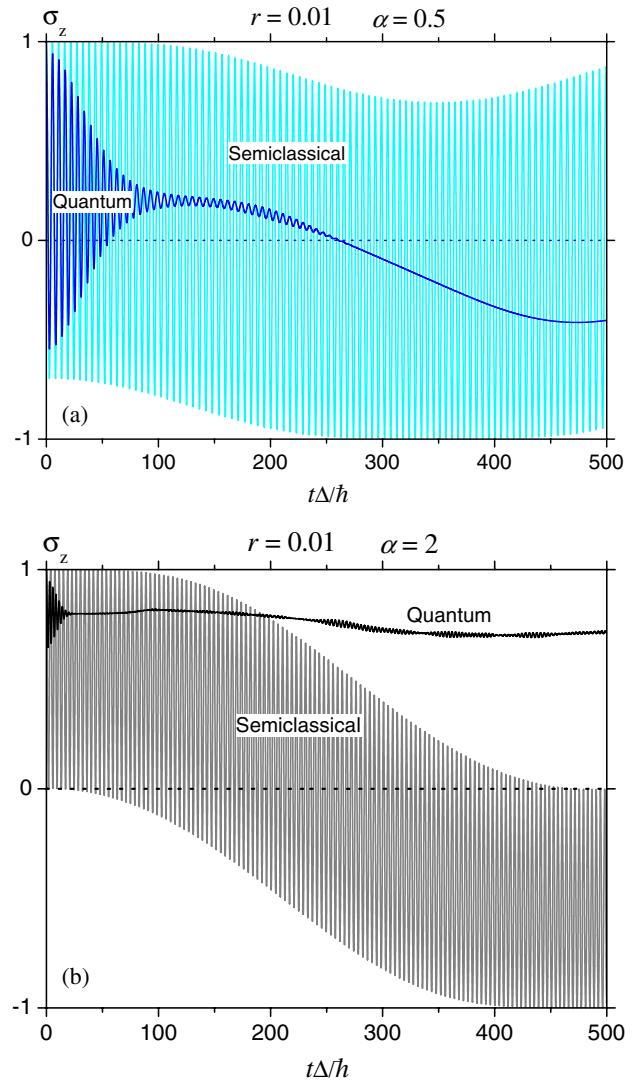 σz r = 0.01 α = 0.5
1
Semiclassical
Quantum
0
(a)
-1
0 100 200 300 400 500
tΔ/ℏ
σz r = 0.01 α = 2
1
Quantum
Semiclassical
0
(b)
-1
0 100 200 300 400 500
tΔ/ℏ